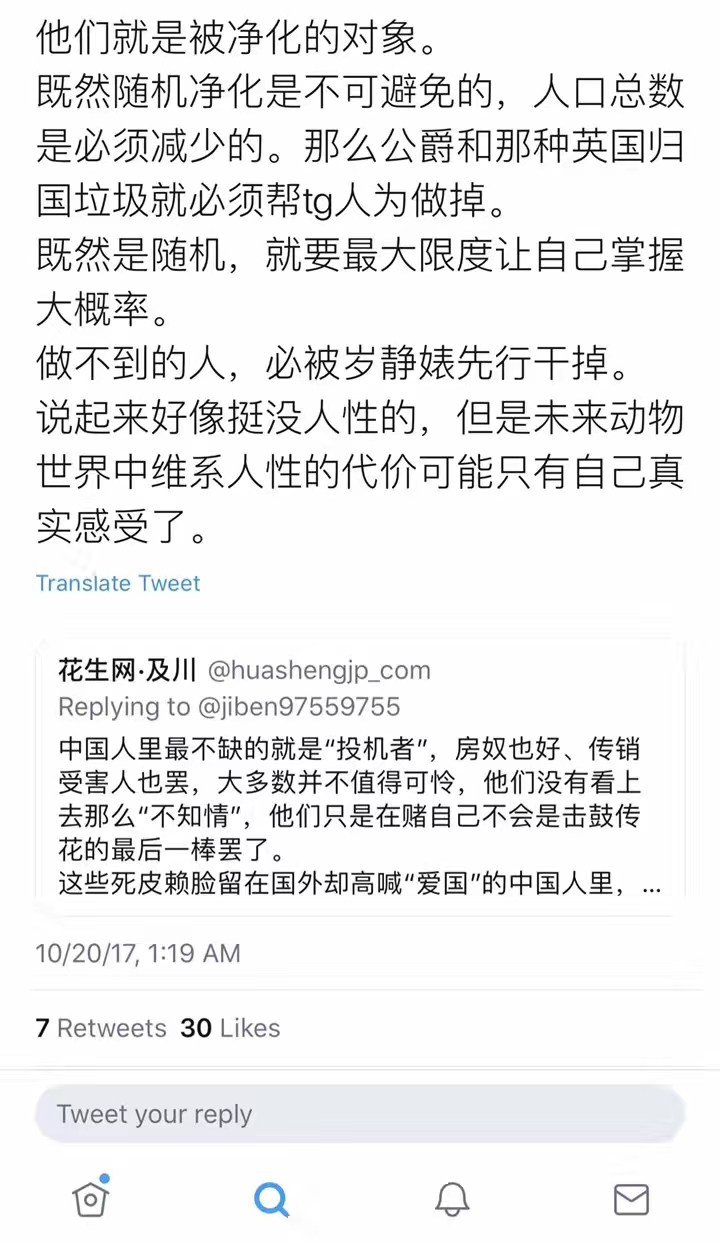 他们就是被净化的对象。
既然随机净化是不可避免的，人口总数
是必须减少的。那么公爵和那种英国归
国垃圾就必须帮tg人为做掉。
既然是随机，就要最大限度让自己掌握
大概率。
做不到的人，必被岁静婊先行干掉。
说起来好像挺没人性的，但是未来动物
世界中维系人性的代价可能只有自己真
实感受了。
Translate Tweet
花生网·及川 @huashengjp_com
Replying to @jiben97559755
中国人里最不缺的就是“投机者”，房奴也好、传销
受害人也罢，大多数并不值得可怜，他们没有看上
去那么“不知情”，他们只是在赌自己不会是击鼓传
花的最后一棒罢了。
这些死皮赖脸留在国外却高喊“爱国”的中国人里，...
10/20/17, 1:19 AM
7 Retweets 30 Likes
Tweet your reply